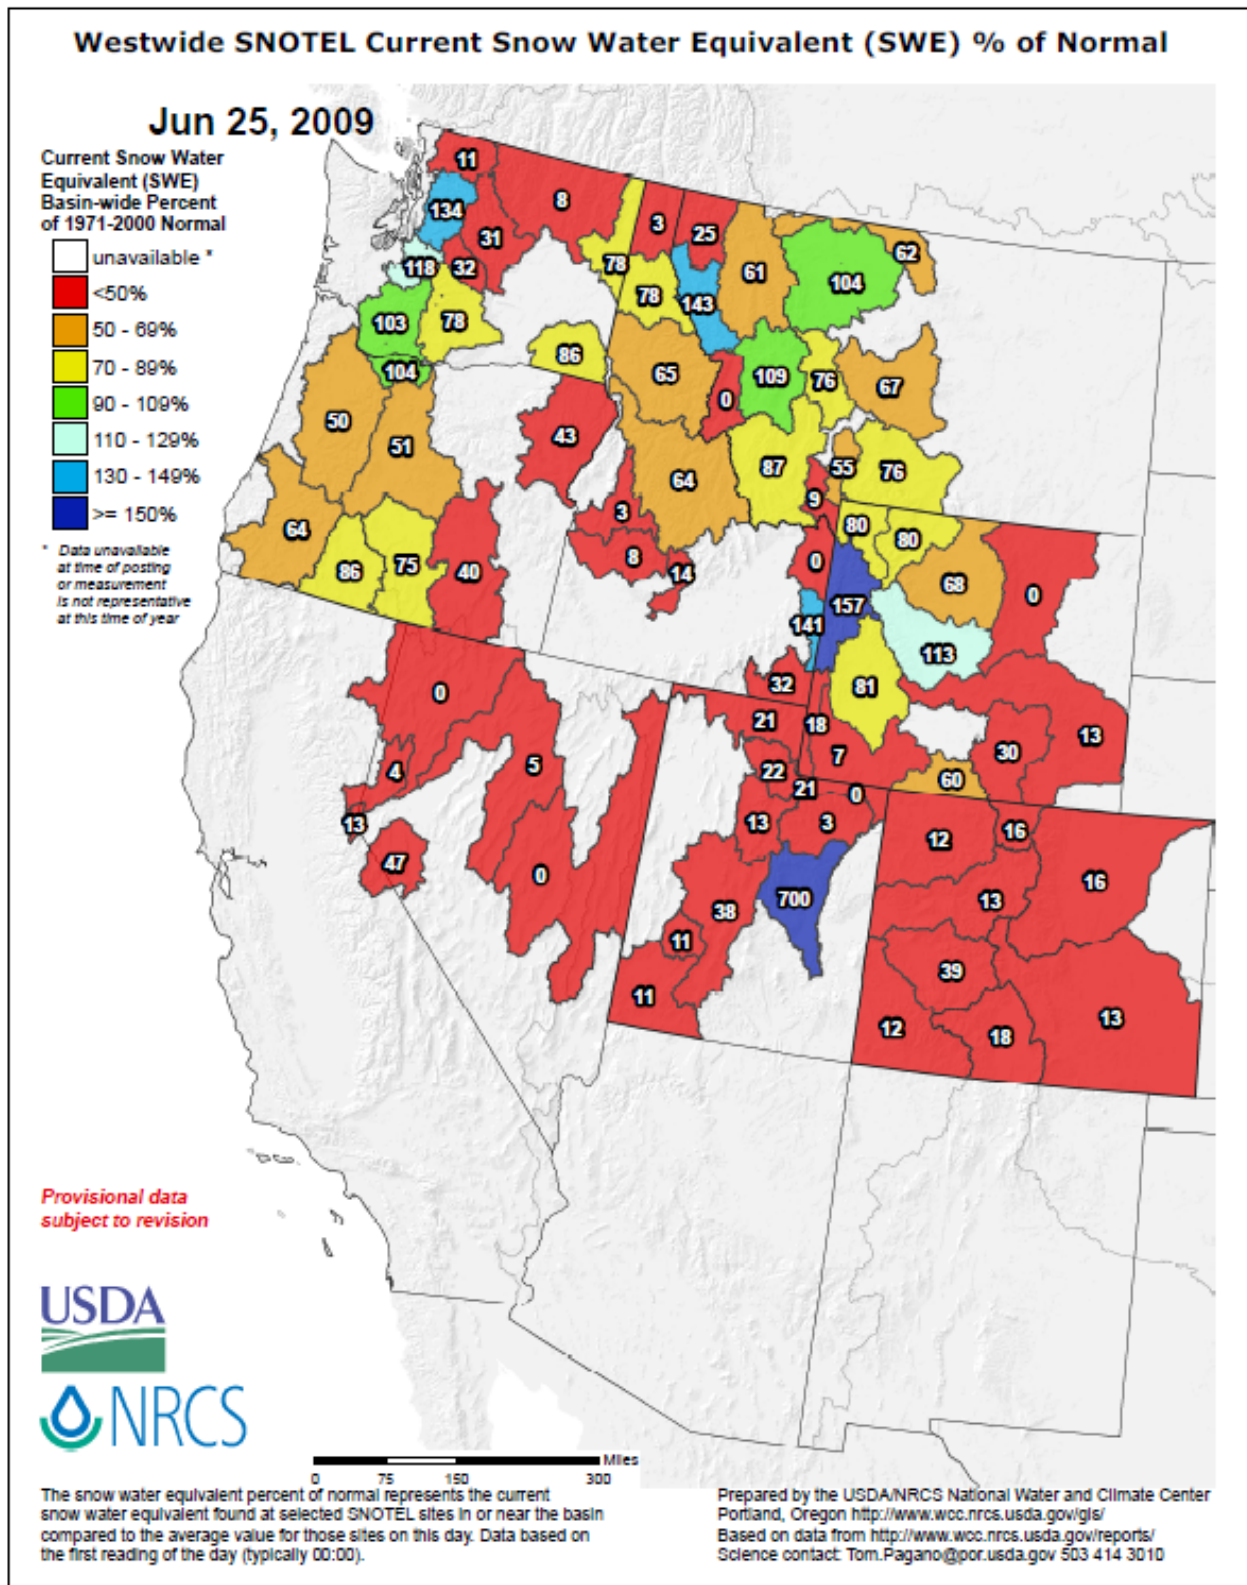 Westwide SNOTEL Current Snow Water Equivalent (SWE) % of Normal
Jun 25, 2009
Current Snow Water
Equivalent (SWE)
Basin-wide Percent
of 1971-2000 Normal
unavailable *
<50%
50 - 69%
70 - 89%
90 - 109%
110 - 129%
130 - 149%
>= 150%
* Data unavailable
at time of posting
or measurement
is not representative
at this time of year
11
8
134
31
3
25
62
118
32
78
61
104
78
143
103
78
86
65
109
76
67
104
0
50
51
43
64
87
55
76
9
3
64
80
80
86
75
40
8
14
0
68
0
157
141
113
0
32
81
21
18
13
4
5
22
7
30
21
0
60
13
13
3
12
16
47
0
700
16
13
38
11
39
11
12
18
13
Provisional data
subject to revision
USDA
NRCS
Miles
0 75 150 300
The snow water equivalent percent of normal represents the current
snow water equivalent found at selected SNOTEL sites in or near the basin
compared to the average value for those sites on this day. Data based on
the first reading of the day (typically 00:00).
Prepared by the USDA/NRCS National Water and Climate Center
Portland, Oregon http://www.wcc.nrcs.usda.gov/gis/
Based on data from http://www.wcc.nrcs.usda.gov/reports/
Science contact: Tom.Pagano@por.usda.gov 503 414 3010